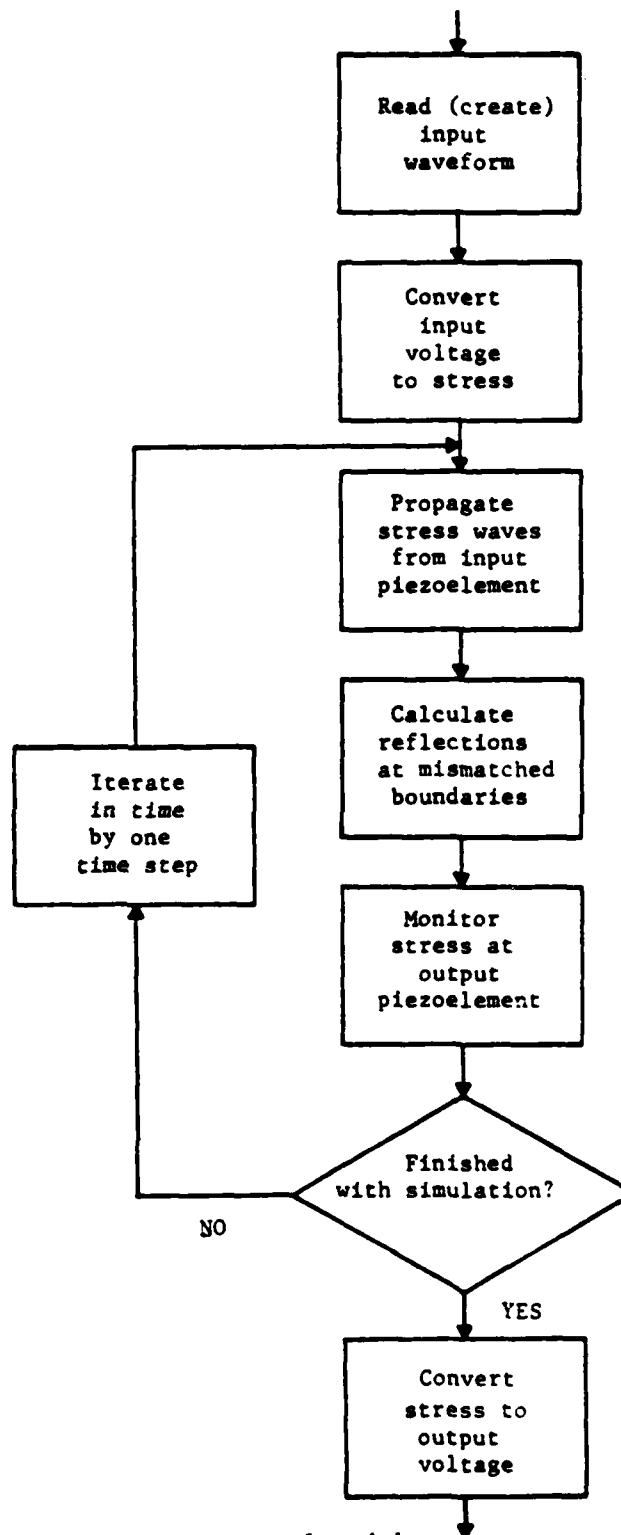 Read (create)
input
waveform
Convert
input
voltage
to stress
Propagate
stress waves
from input
piezoelement
Calculate
reflections
at mismatched
boundaries
Iterate
in time
by one
time step
Monitor
stress at
output
piezoelement
Finished
with simulation?
NO
YES
Convert
stress to
output
voltage